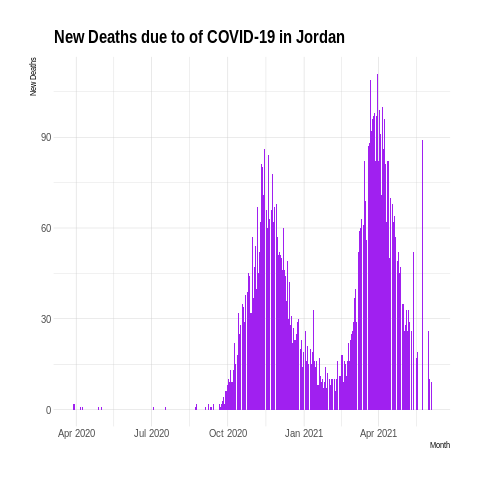 New Deaths due to of COVID-19 in Jordan
New Deaths
90
60
30
0
Apr 2020 Jul 2020 Oct 2020 Jan 2021 Apr 2021
Month